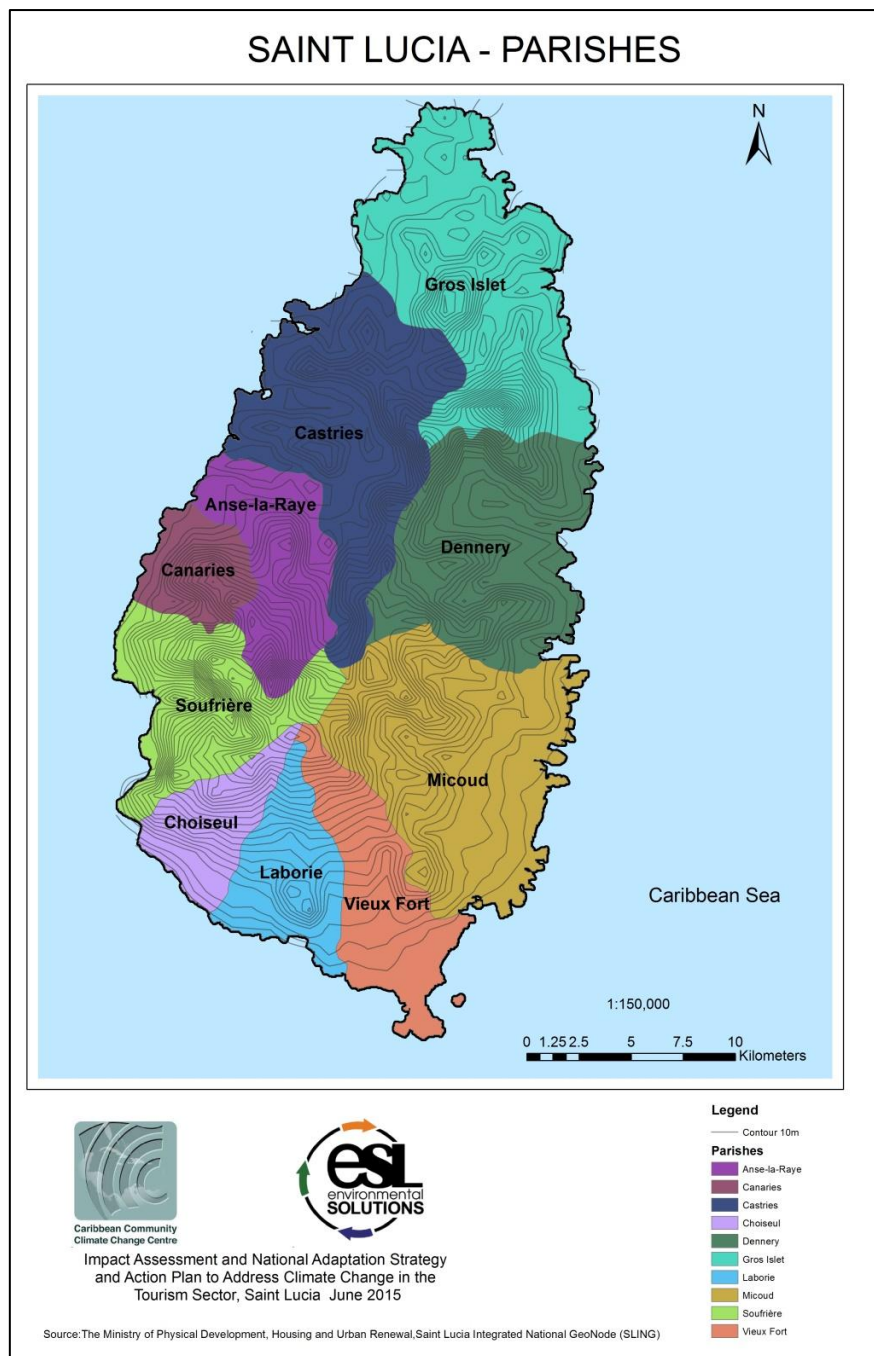 SAINT LUCIA - PARISHES
N
Gros Islet
Castries
Anse-la-Raye
Dennery
Canaries
Soufrière
Micoud
Choiseul
Laborie
Vieux Fort
Caribbean Sea
1:150,000
0 1.25 2.5 5 7.5 10
Kilometers
Caribbean Community
Climate Change Centre
esL
environmental
SOLUTIONS
Impact Assessment and National Adaptation Strategy
and Action Plan to Address Climate Change in the
Tourism Sector, Saint Lucia June 2015
Source:The Ministry of Physical Development, Housing and Urban Renewal,Saint Lucia Integrated National GeoNode (SLING)
Legend
Contour 10m
Parishes
Anse-la-Raye
Canaries
Castries
Choiseul
Dennery
Gros Islet
Laborie
Micoud
Soufrière
Vieux Fort